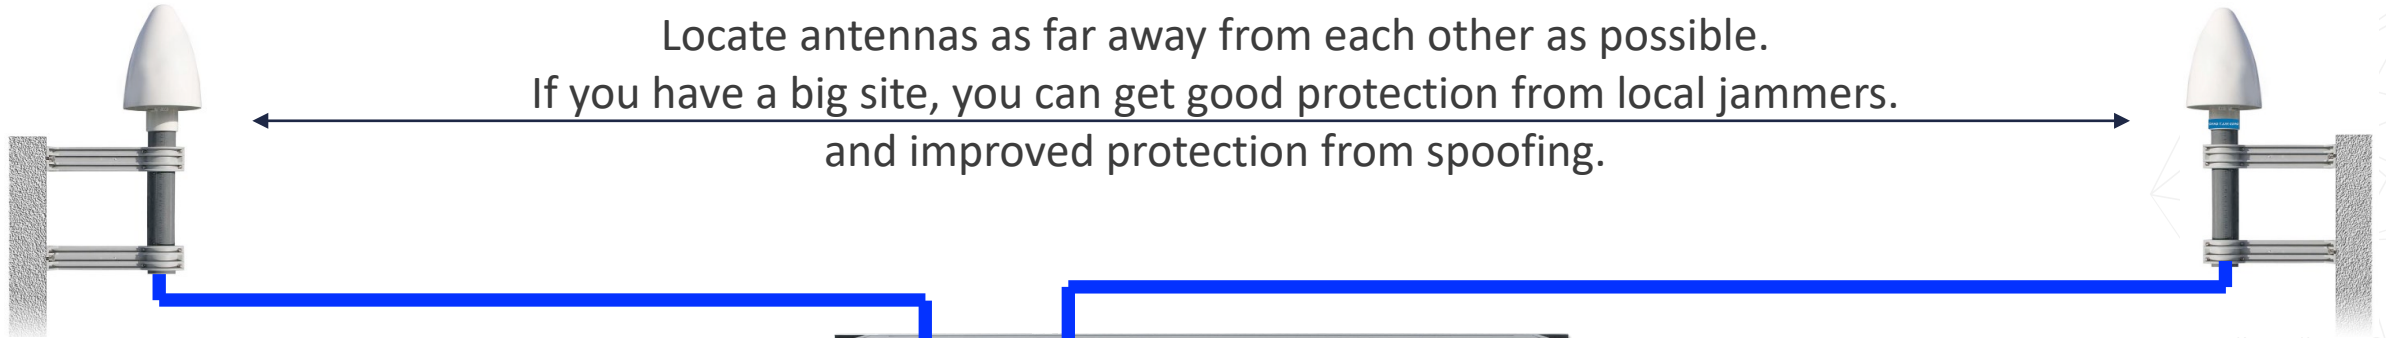 Locate antennas as far away from each other as possible.
If you have a big site, you can get good protection from local jammers.
and improved protection from spoofing.